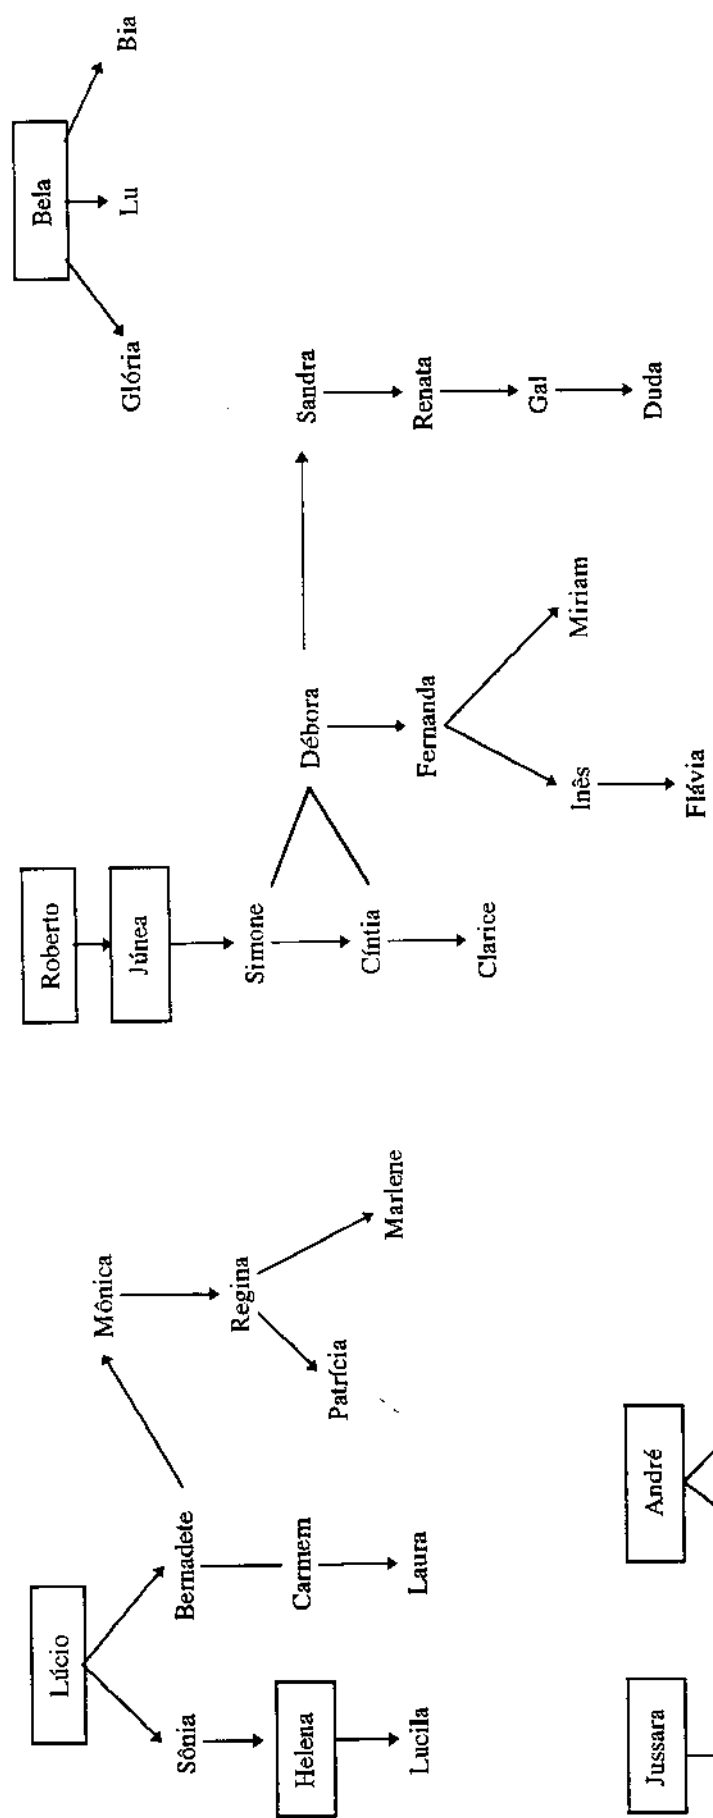 Lúcio
Sônia
Bernadete
Mônica
Helena
Carmem
Regina
Lucila
Laura
Patrícia
Marlene
Roberto
Júnea
Simone
Débora
Sandra
Cíntia
Fernanda
Renata
Clarice
Inês
Miriam
Gal
Flávia
Duda
Bela
Glória
Lu
Bia
Jussara
André